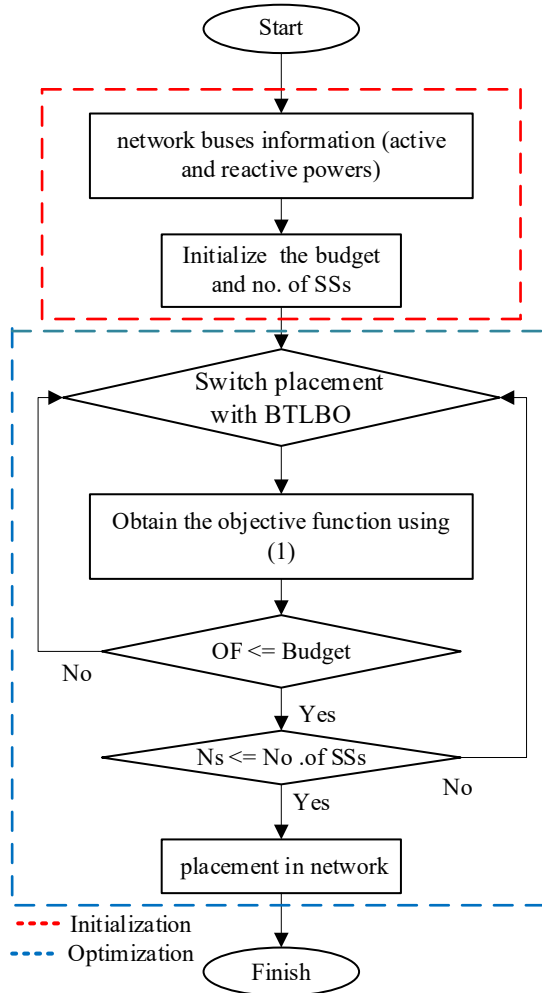 Start
network buses information (active
and reactive powers)
Initialize the budget
and no. of SSs
Switch placement
with BTLBO
Obtain the objective function using
(1)
OF <= Budget
No
Yes
Ns <= No .of SSs
No
Yes
placement in network
Initialization
Optimization
Finish